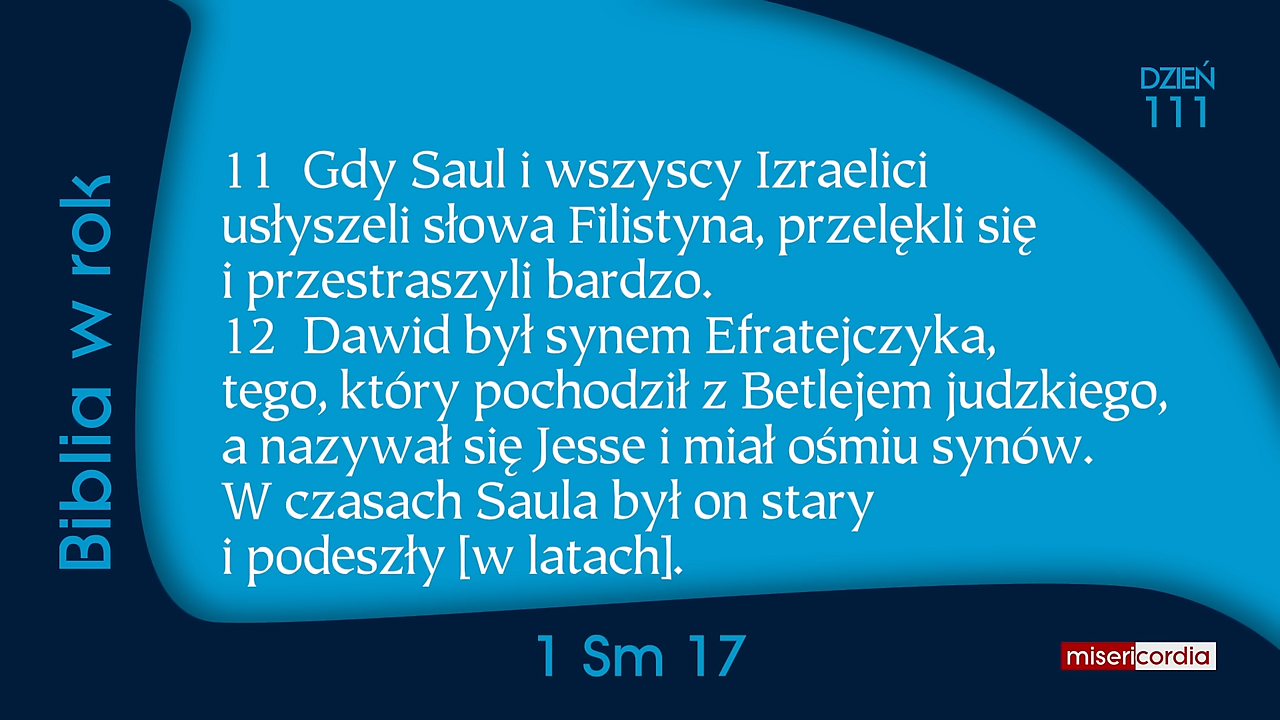 DZIEŃ
111
Biblia w rok
11 Gdy Saul i wszyscy Izraelici
usłyszeli słowa Filistyna, przelękli się
i przestraszyli bardzo.
12 Dawid był synem Efratejczyka,
tego, który pochodził z Betlejem judzkiego,
a nazywał się Jesse i miał ośmiu synów.
W czasach Saula był on stary
i podeszły [w latach].
1 Sm 17
misericordia